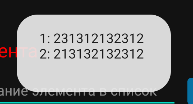 1: 231312132312
2: 213132132312
ание элемента в список